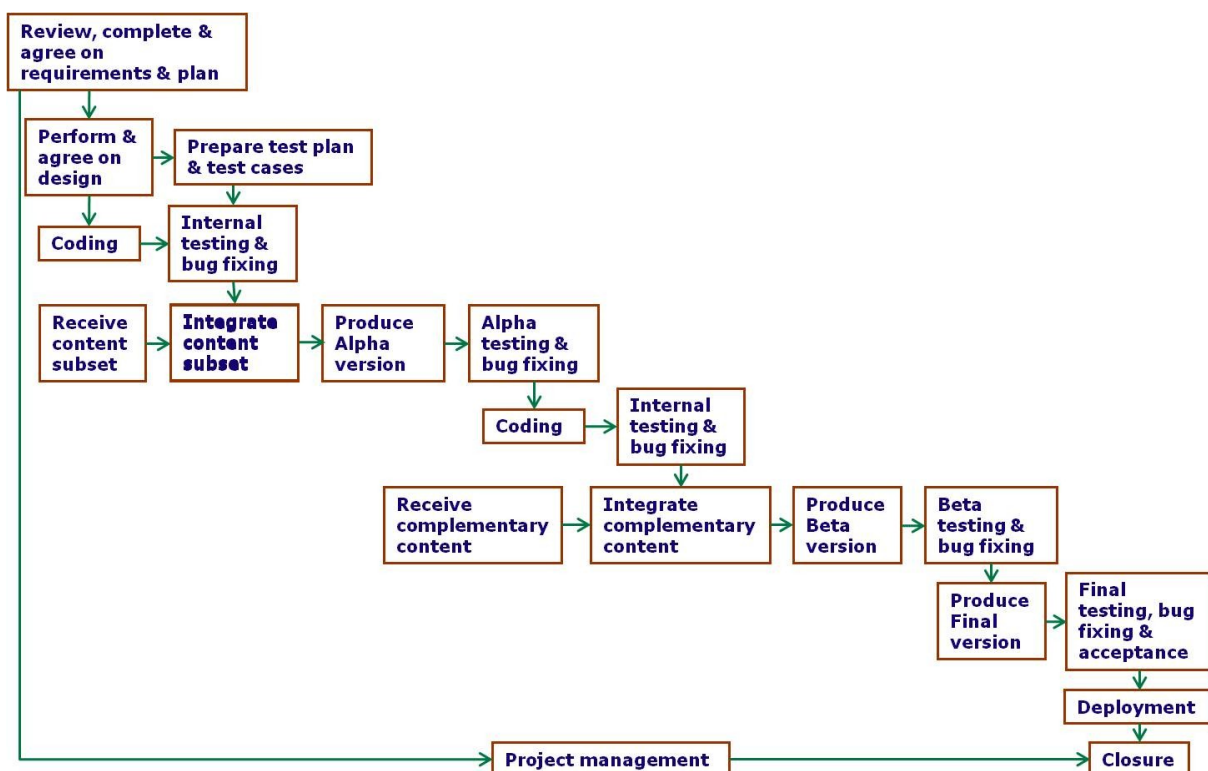 Review, complete &
agree on
requirements & plan
Perform &
agree on
design
Prepare test plan
& test cases
Coding
Internal
testing &
bug fixing
Receive
content
subset
Integrate
content
subset
Produce
Alpha
version
Alpha
testing &
bug fixing
Coding
Internal
testing &
bug fixing
Receive
complementary
content
Integrate
complementary
content
Produce
Beta
version
Beta
testing &
bug fixing
Produce
Final
version
Final
testing, bug
fixing &
acceptance
Deployment
Project management
Closure